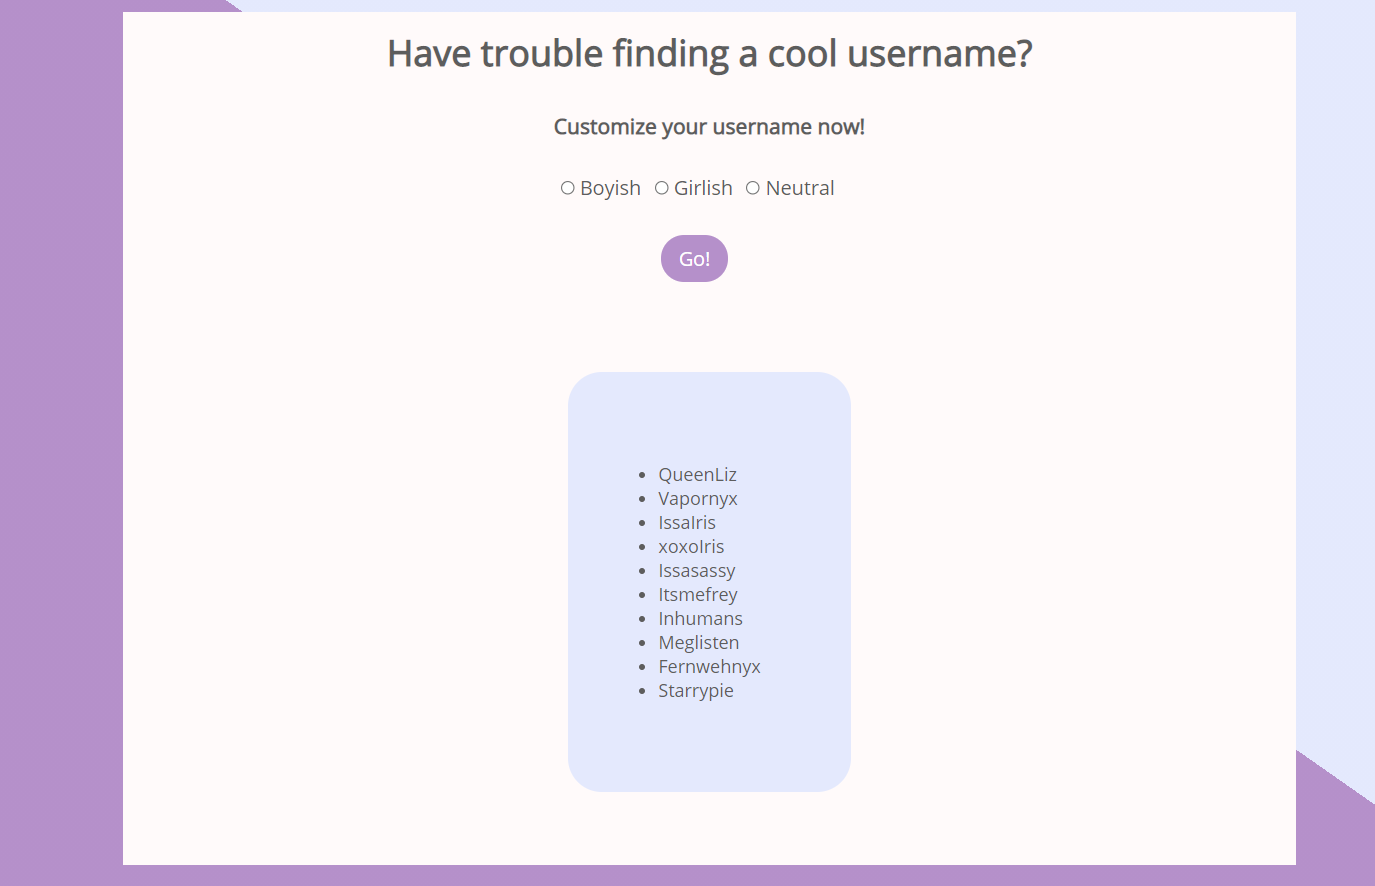 Have trouble finding a cool username?
Customize your username now!
Boyish Girlish Neutral
Go!
QueenLiz
Vapornyx
IssaIris
xoxoIris
Issasassy
Itsmefrey
Inhumans
Meglisten
Fernwehnyx
Starrypie